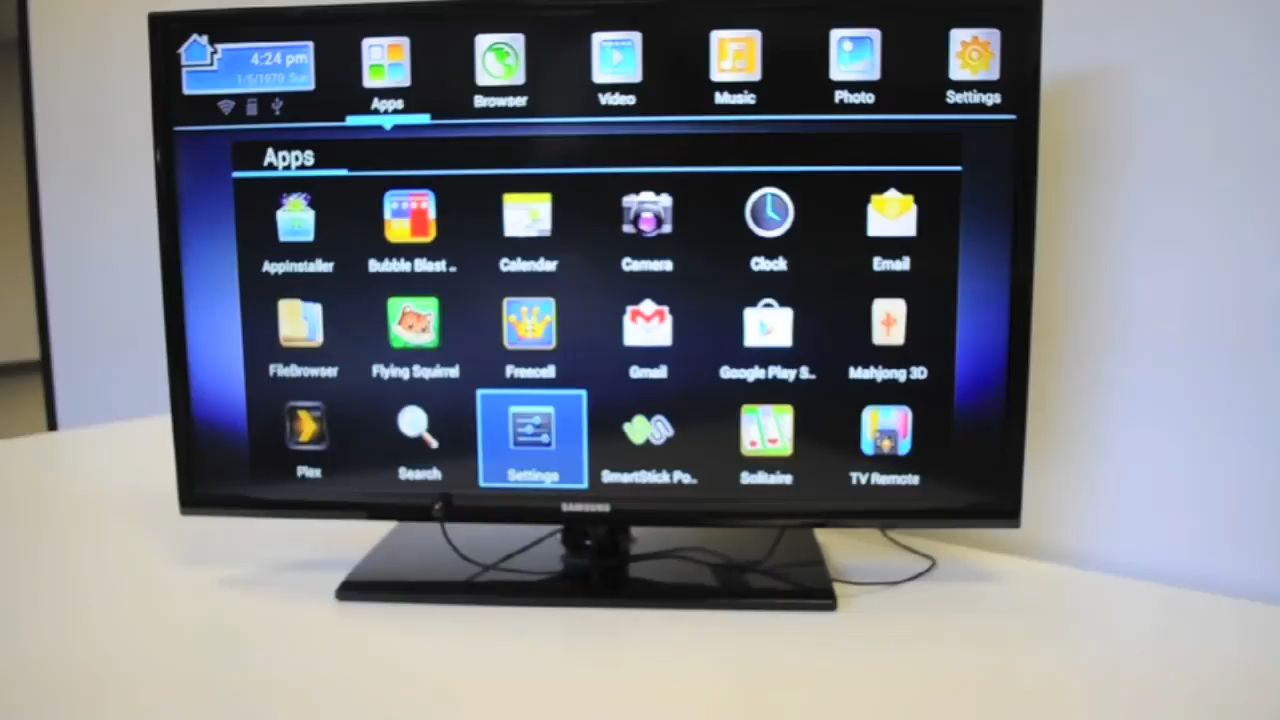 4:24 pm
1/5/1970 Sun
Apps Browser Video Music Photo Settings
Apps
AppInstaller Bubble Blast .. Calendar Camera Clock Email
FileBrowser Flying Squirrel Freecell Gmail Google Play S.. Mahjong 3D
Plex Search Settings SmartStick Po.. Solitaire TV Remote
SAMSUNG